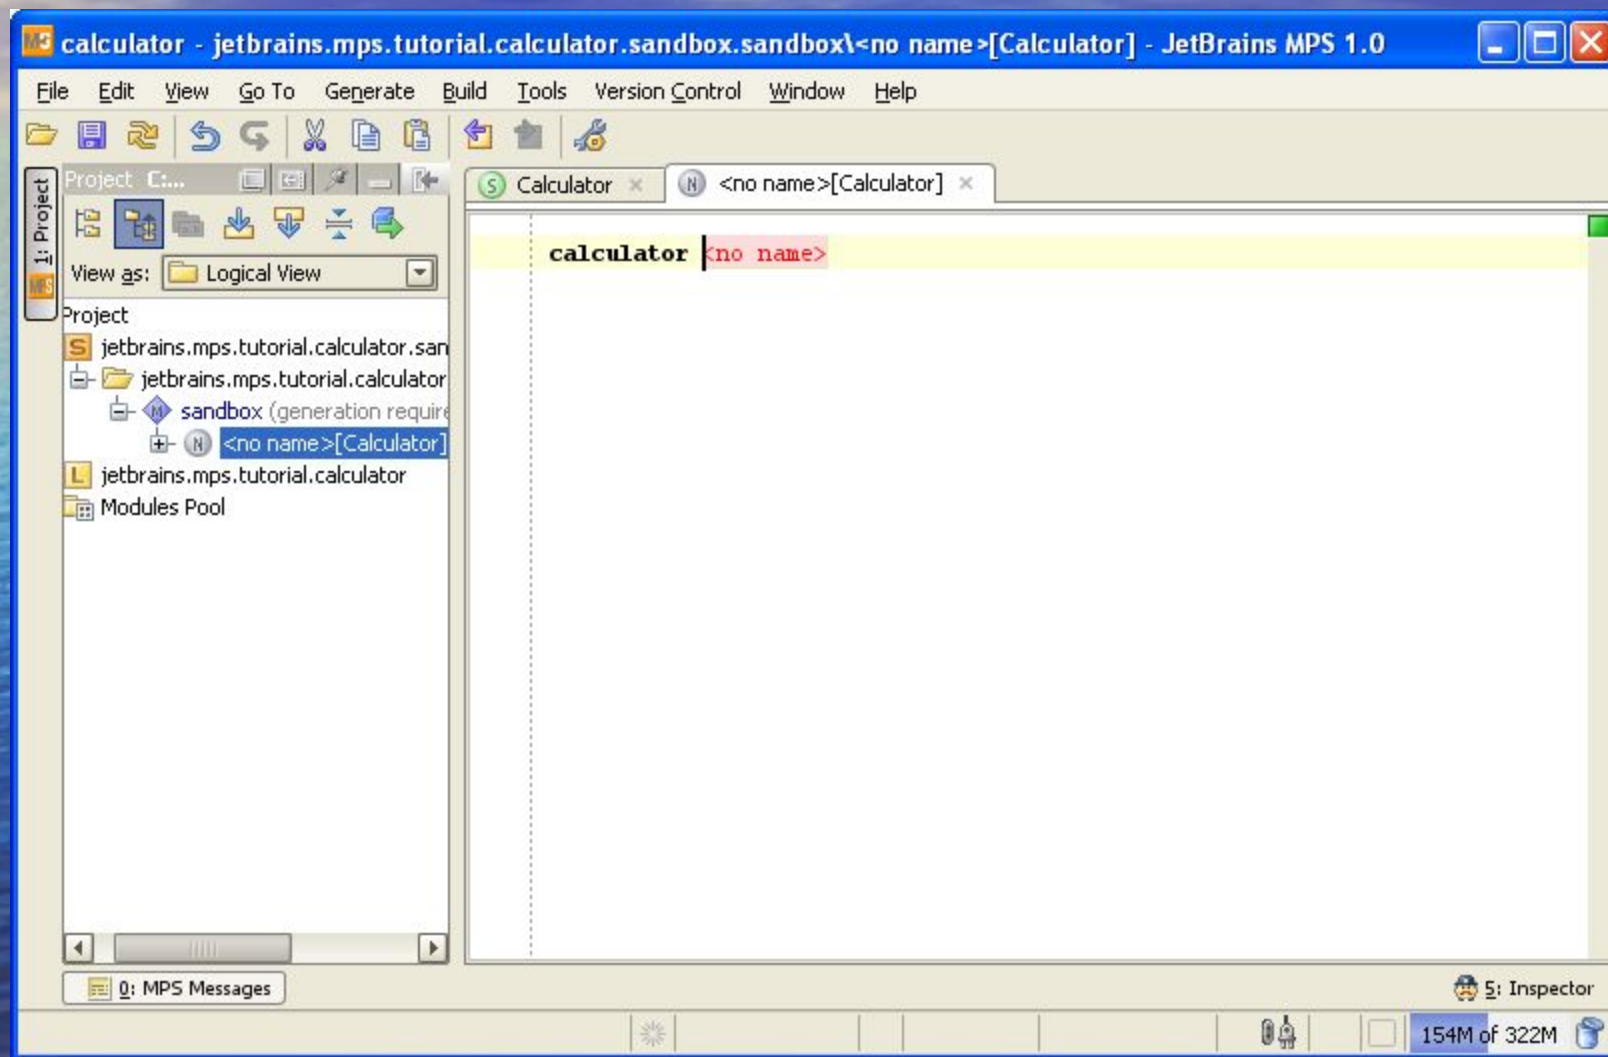 MPS calculator - jetbrains.mps.tutorial.calculator.sandbox.sandbox\<no name>[Calculator] - JetBrains MPS 1.0
File Edit View Go To Generate Build Tools Version Control Window Help
1: Project
MPS
Project C:...
View as: Logical View
Project
S jetbrains.mps.tutorial.calculator.san
jetbrains.mps.tutorial.calculator
M sandbox (generation require
N <no name>[Calculator]
L jetbrains.mps.tutorial.calculator
Modules Pool
S Calculator
N <no name>[Calculator]
calculator <no name>
0: MPS Messages
5: Inspector
154M of 322M